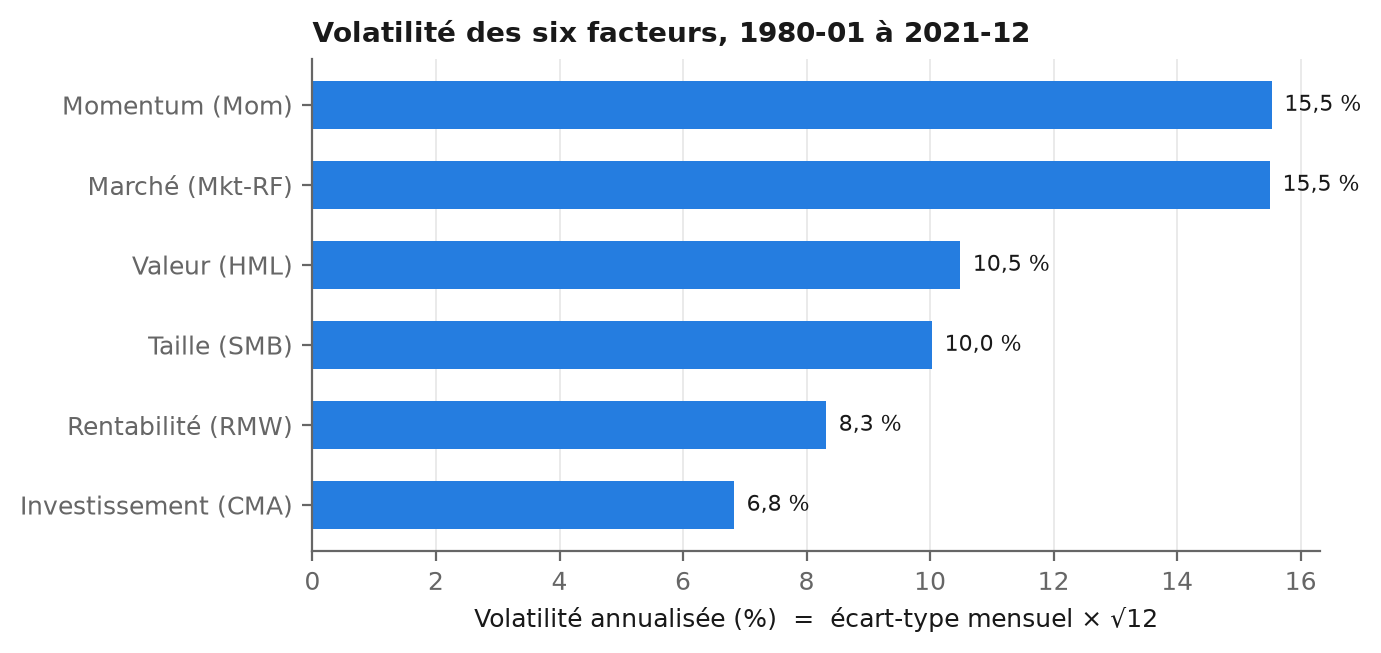 Volatilité des six facteurs, 1980-01 à 2021-12
Momentum (Mom) 15,5 %
Marché (Mkt-RF) 15,5 %
Valeur (HML) 10,5 %
Taille (SMB) 10,0 %
Rentabilité (RMW) 8,3 %
Investissement (CMA) 6,8 %
0 2 4 6 8 10 12 14 16
Volatilité annualisée (%) = écart-type mensuel × √12